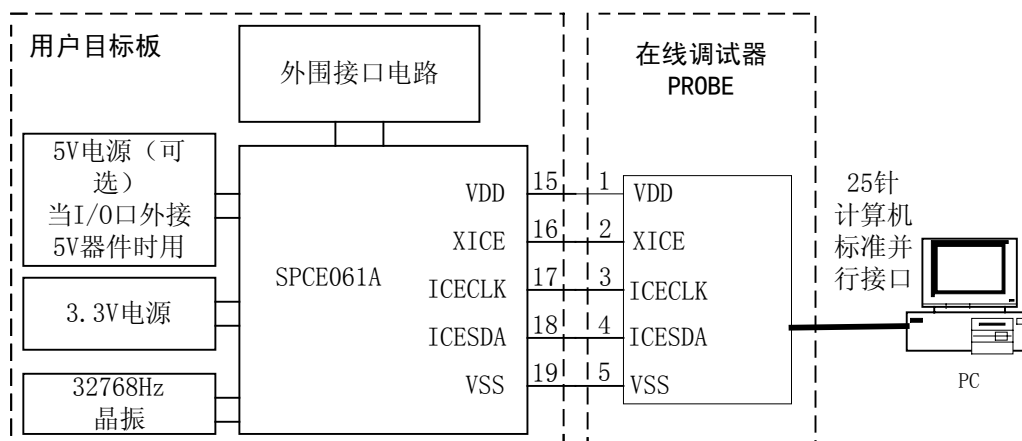 用户目标板
外围接口电路
5V电源（可
选）
当I/O口外接
5V器件时用
3.3V电源
32768Hz
晶振
SPCE061A
VDD
XICE
ICECLK
ICESDA
VSS
15
16
17
18
19
在线调试器
PROBE
1
2
3
4
5
VDD
XICE
ICECLK
ICESDA
VSS
25针
计算机
标准并
行接口
PC